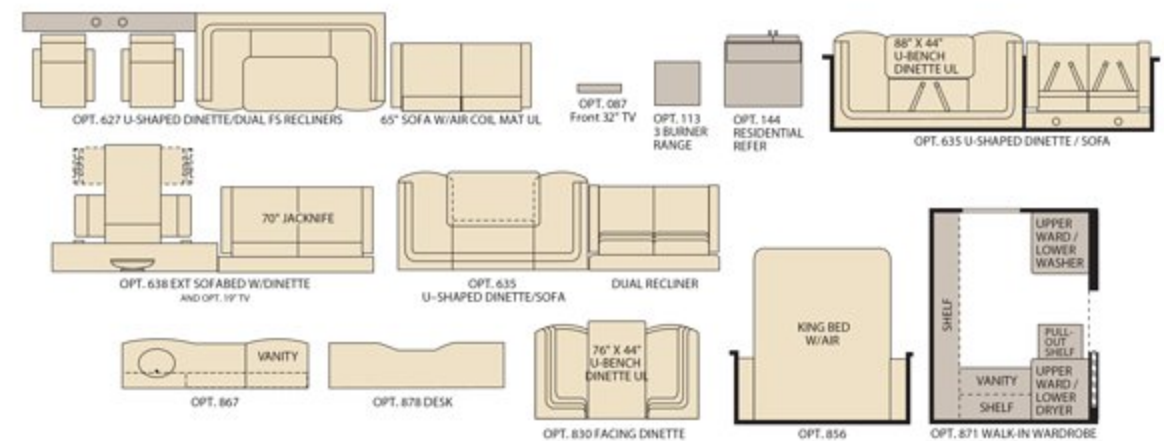 OPT. 627 U-SHAPED DINETTE/DUAL FS RECLINERS
65" SOFA W/AIR COIL MAT UL
OPT. 087
Front 32" TV
OPT. 113
3 BURNER
RANGE
OPT. 144
RESIDENTIAL
REFER
88" X 44"
U-BENCH
DINETTE UL
OPT. 635 U-SHAPED DINETTE / SOFA
70" JACKNIFE
OPT. 638 EXT SOFABED W/DINETTE
AND OPT. 19" TV
OPT. 635
U-SHAPED DINETTE/SOFA
DUAL RECLINER
VANITY
OPT. 867
OPT. 878 DESK
76" X 44"
U-BENCH
DINETTE UL
OPT. 830 FACING DINETTE
KING BED
W/AIR
OPT. 856
SHELF
UPPER
WARD /
LOWER
WASHER
PULL-
OUT
SHELF
VANITY
SHELF
UPPER
WARD /
LOWER
DRYER
OPT. 871 WALK-IN WARDROBE